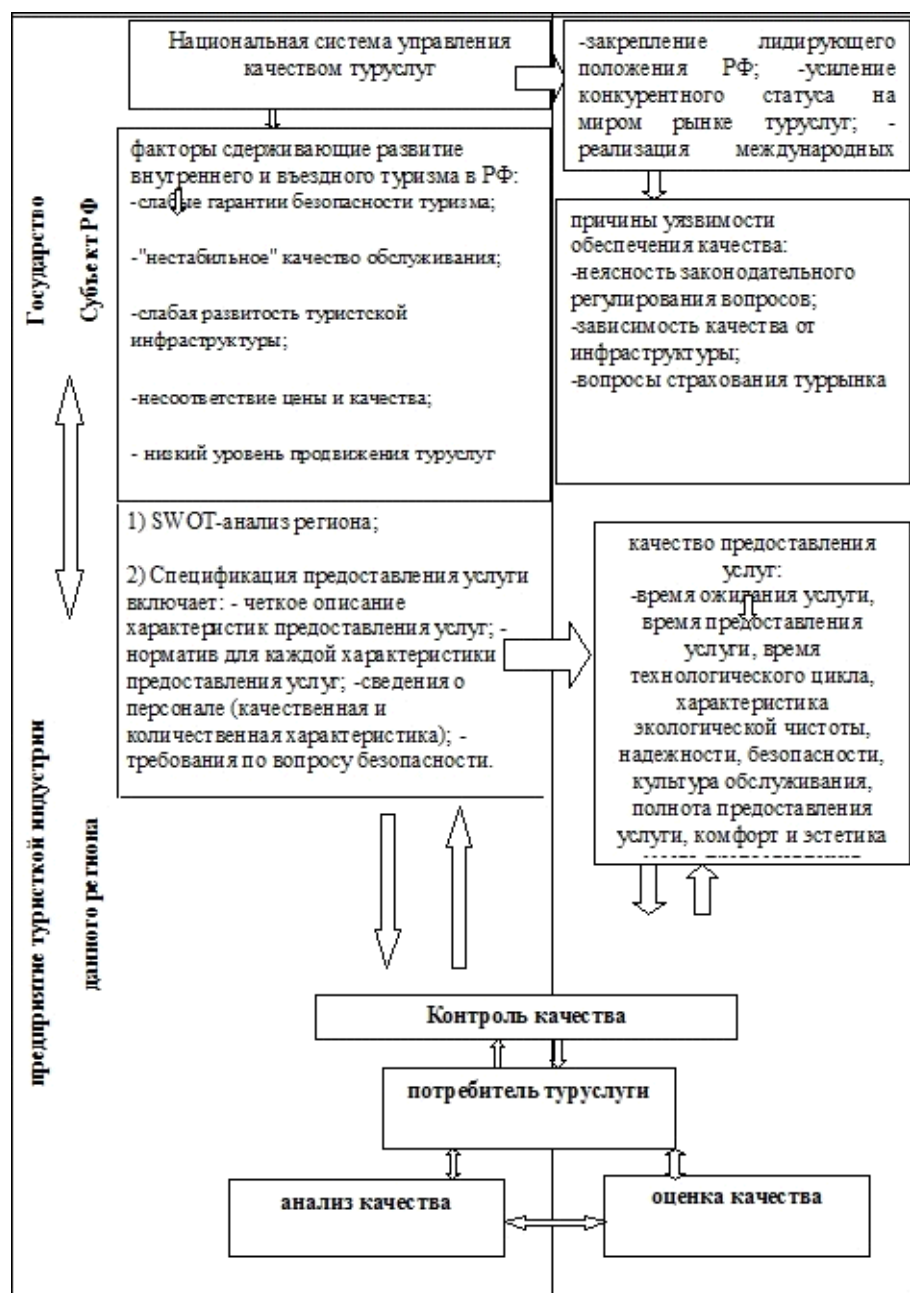 Национальная система управления
качеством туруслуг
-закрепление лидирующего
положения РФ; -усиление
конкурентного статуса на
миром рынке туруслуг; -
реализация международных
факторы сдерживающие развитие
внутреннего и въездного туризма в РФ:
-слабые гарантии безопасности туризма;
-"нестабильное" качество обслуживания;
-слабая развитость туристской
инфраструктуры;
-несоответствие цены и качества;
- низкий уровень продвижения туруслуг
причины уязвимости
обеспечения качества:
-неясность законодательного
регулирования вопросов;
-зависимость качества от
инфраструктуры;
-вопросы страхования туррынка
Государство
Субъект РФ
1) SWOT-анализ региона;
2) Спецификация предоставления услуги
включает: - четкое описание
характеристик предоставления услуг; -
норматив для каждой характеристики
предоставления услуг; -сведения о
персонале (качественная и
количественная характеристика); -
требования по вопросу безопасности.
качество предоставления
услуг:
-время ожидания услуги,
время предоставления
услуги, время
технологического цикла,
характеристика
экологической чистоты,
надежности, безопасности,
культура обслуживания,
полнота предоставления
услуги, комфорт и эстетика
предприятие туристкой индустрии
данного региона
Контроль качества
потребитель туруслуги
анализ качества
оценка качества